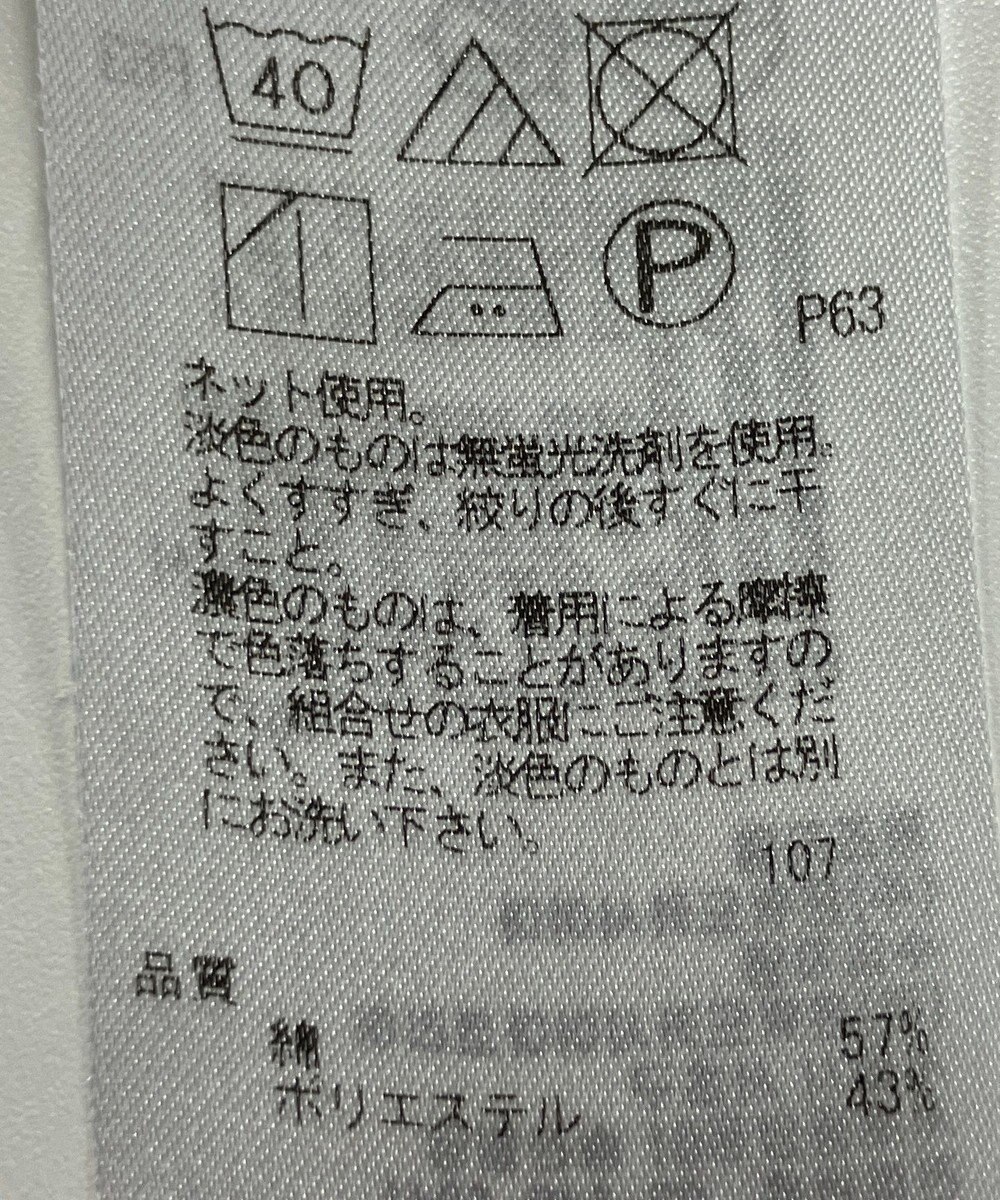 40
P
P63
ネット使用。
淡色のものは無蛍光洗剤を使用。
よくすすぎ、絞りの後すぐに干
すこと。
濃色のものは、着用による摩擦
で色落ちすることがありますの
で、組合せの衣服にご注意くだ
さい。また、淡色のものとは別
にお洗い下さい。
107
品質
綿 57%
ポリエステル 43%